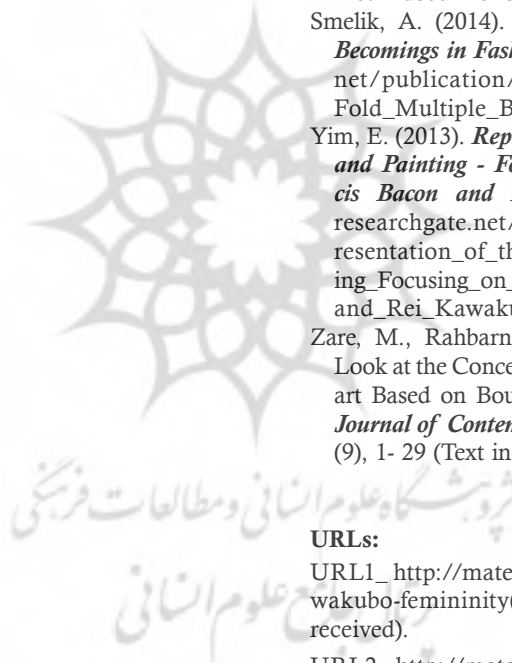 Smelik, A. (2014).
Becomings in Fash
net/publication/
Fold_Multiple_B
Yim, E. (2013). Rep
and Painting - Fo
cis Bacon and
researchgate.net/
resentation_of_th
ing_Focusing_on_
and_Rei_Kawaku
Zare, M., Rahbarn
Look at the Conce
art Based on Bou
Journal of Conten
(9), 1- 29 (Text in
پژوهشگاه علوم انسانی و مطالعات فرهنگی
URLs:
URL1_ http://mate
wakubo-femininity(
received).
جامع علوم انسانی
URL2_ http://mate